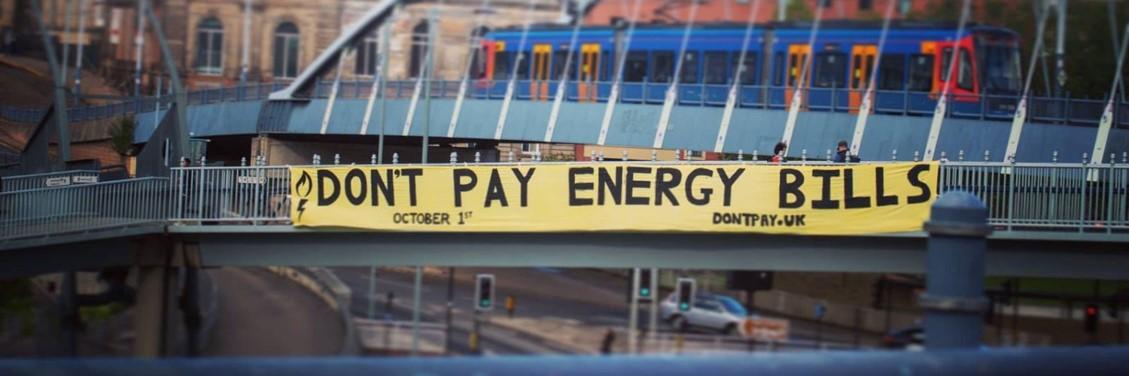 DON'T PAY ENERGY BILLS
OCTOBER 1ST
DONTPAY.UK